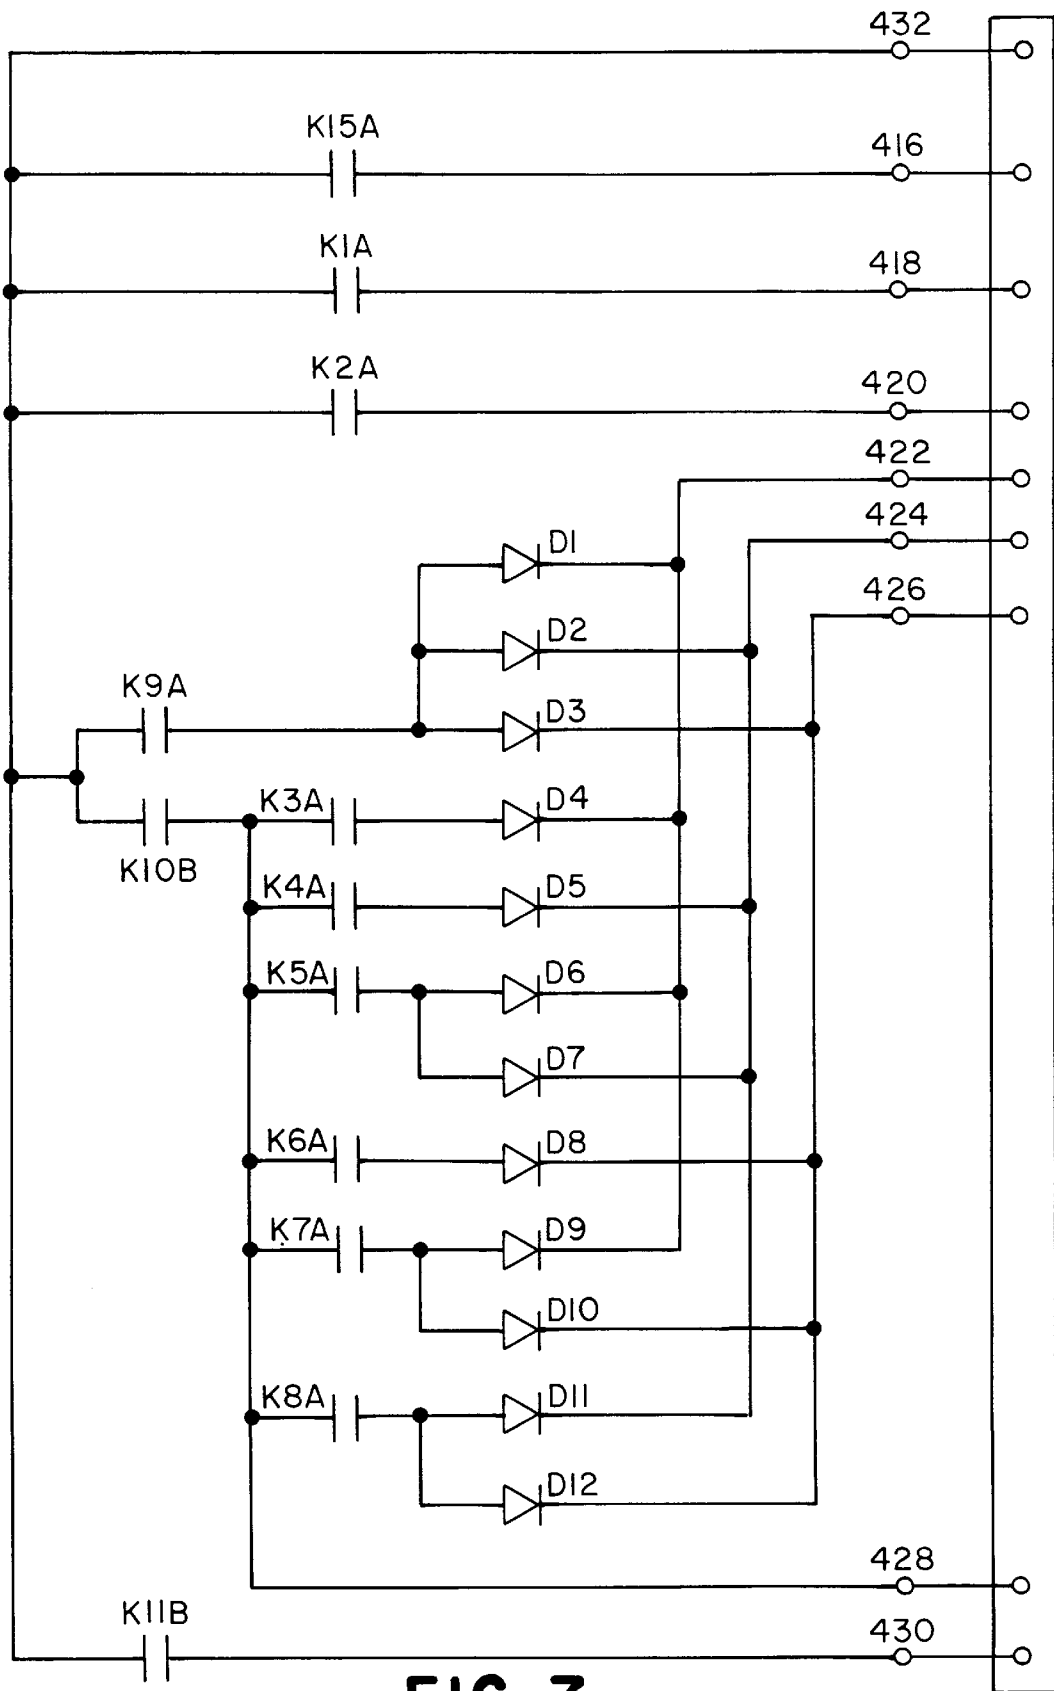 432
K15A
416
K1A
418
K2A
420
422
424
D1
426
D2
K9A
D3
K3A
D4
K10B
K4A
D5
K5A
D6
D7
K6A
D8
K7A
D9
D10
K8A
D11
D12
428
K11B
430